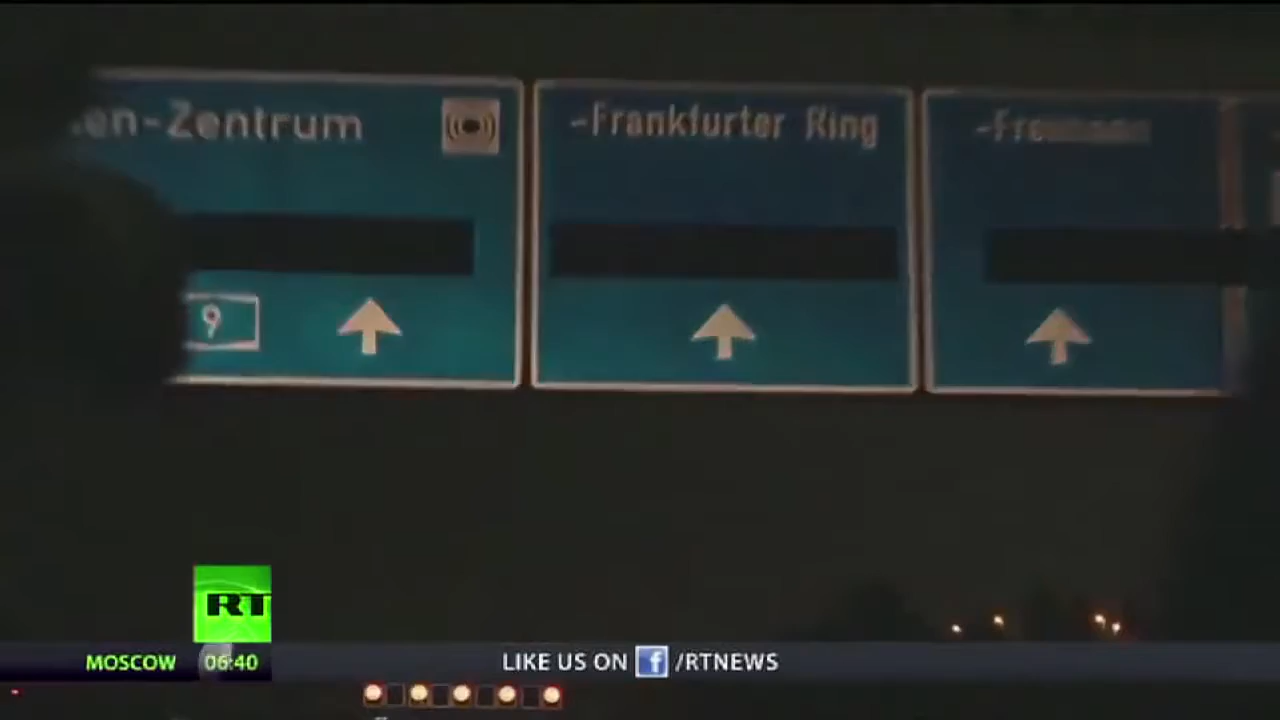 en-Zentrum
-Frankfurter Ring
9
RT
MOSCOW 06:40
LIKE US ON f /RTNEWS